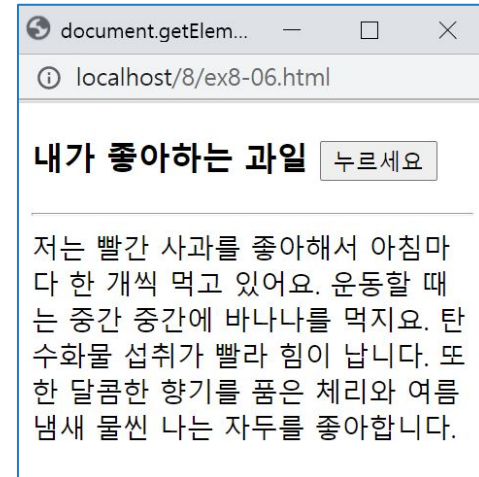 document.getElem...
localhost/8/ex8-06.html
내가 좋아하는 과일 누르세요
저는 빨간 사과를 좋아해서 아침마
다 한 개씩 먹고 있어요. 운동할 때
는 중간 중간에 바나나를 먹지요. 탄
수화물 섭취가 빨라 힘이 납니다. 또
한 달콤한 향기를 품은 체리와 여름
냄새 물씬 나는 자두를 좋아합니다.